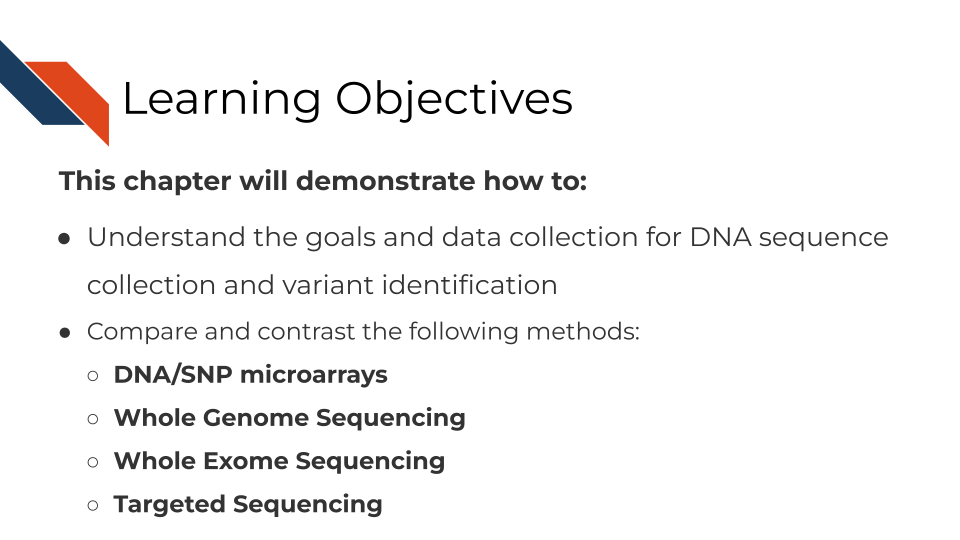 Learning Objectives
This chapter will demonstrate how to:
● Understand the goals and data collection for DNA sequence
collection and variant identification
● Compare and contrast the following methods:
○ DNA/SNP microarrays
○ Whole Genome Sequencing
○ Whole Exome Sequencing
○ Targeted Sequencing